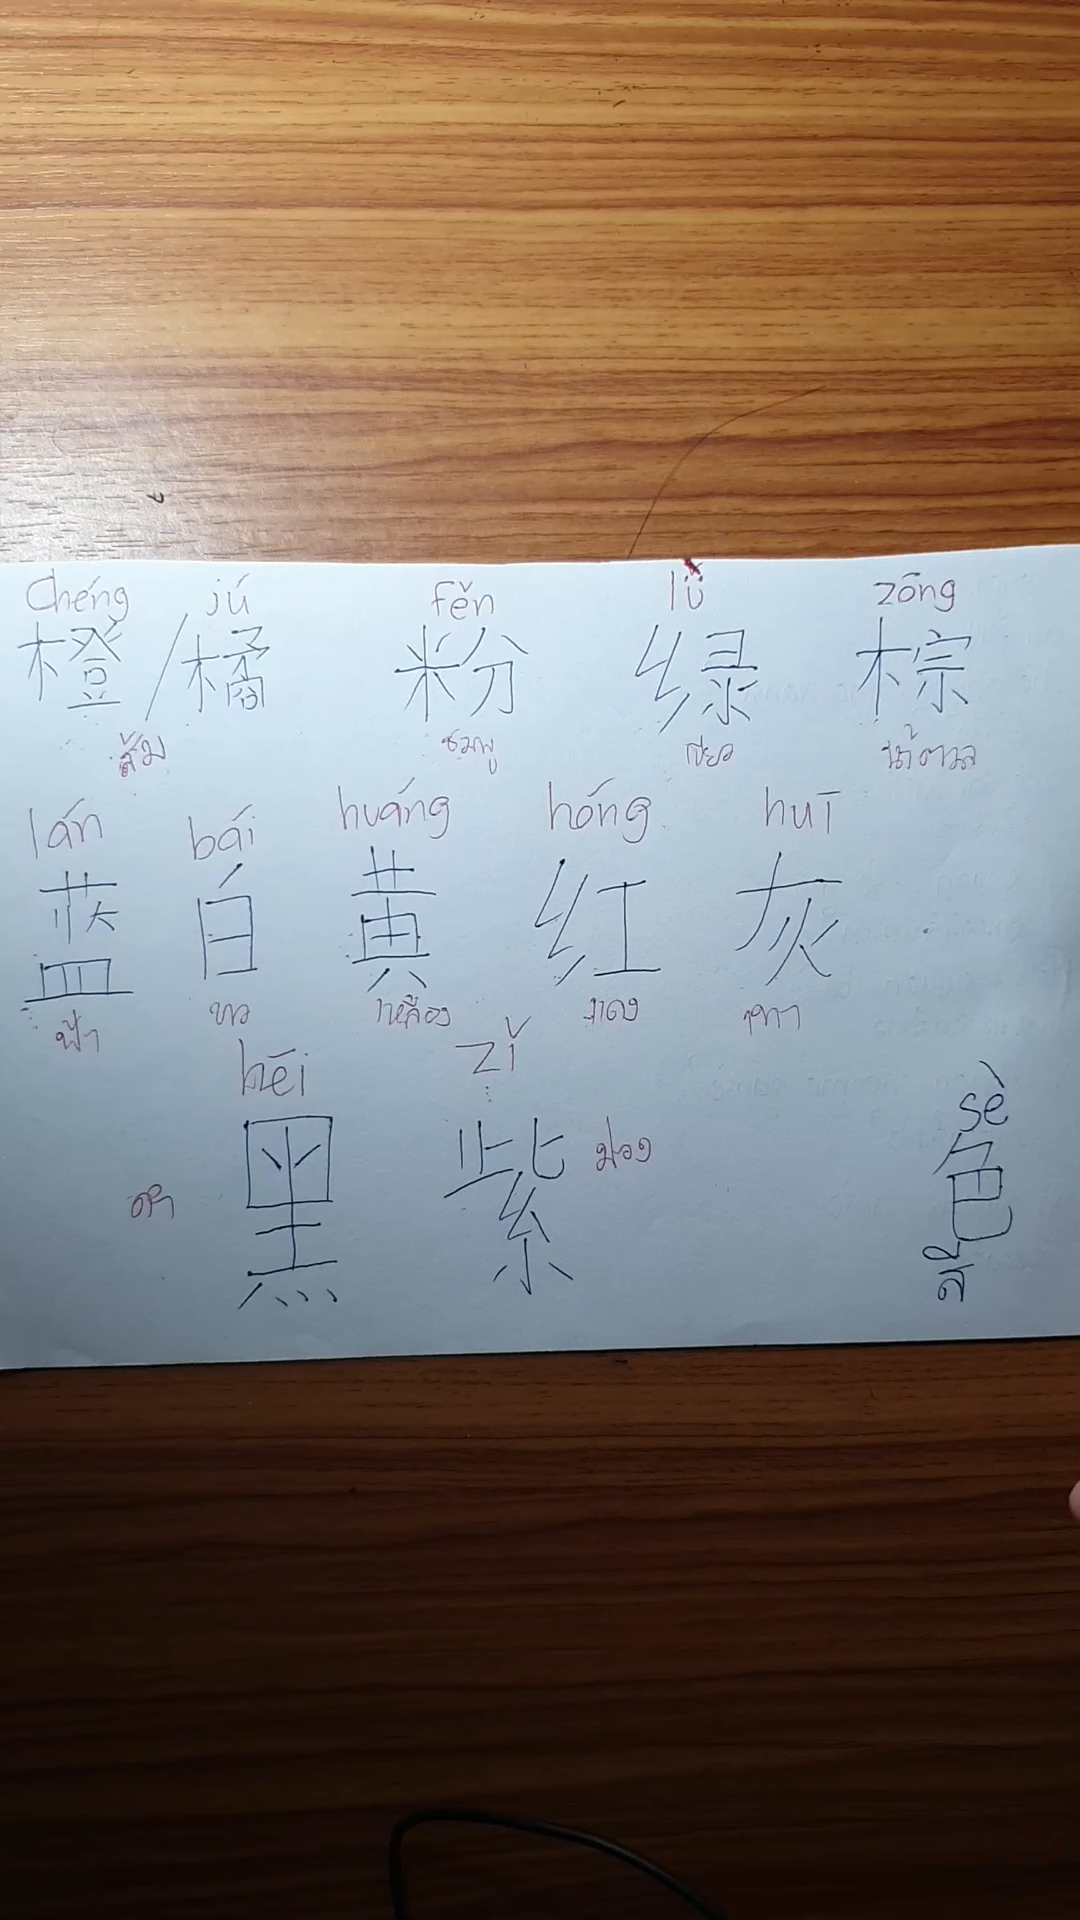 chéng jú fěn lǜ zōng
橙/橘 粉 绿 棕
ส้ม ชมพู เขียว น้ำตาล
lán bái huáng hóng huī
蓝 白 黄 红 灰
ฟ้า ขาว เหลือง แดง เทา
hēi zǐ sè
ดำ 黑 紫 ม่วง 色
สี